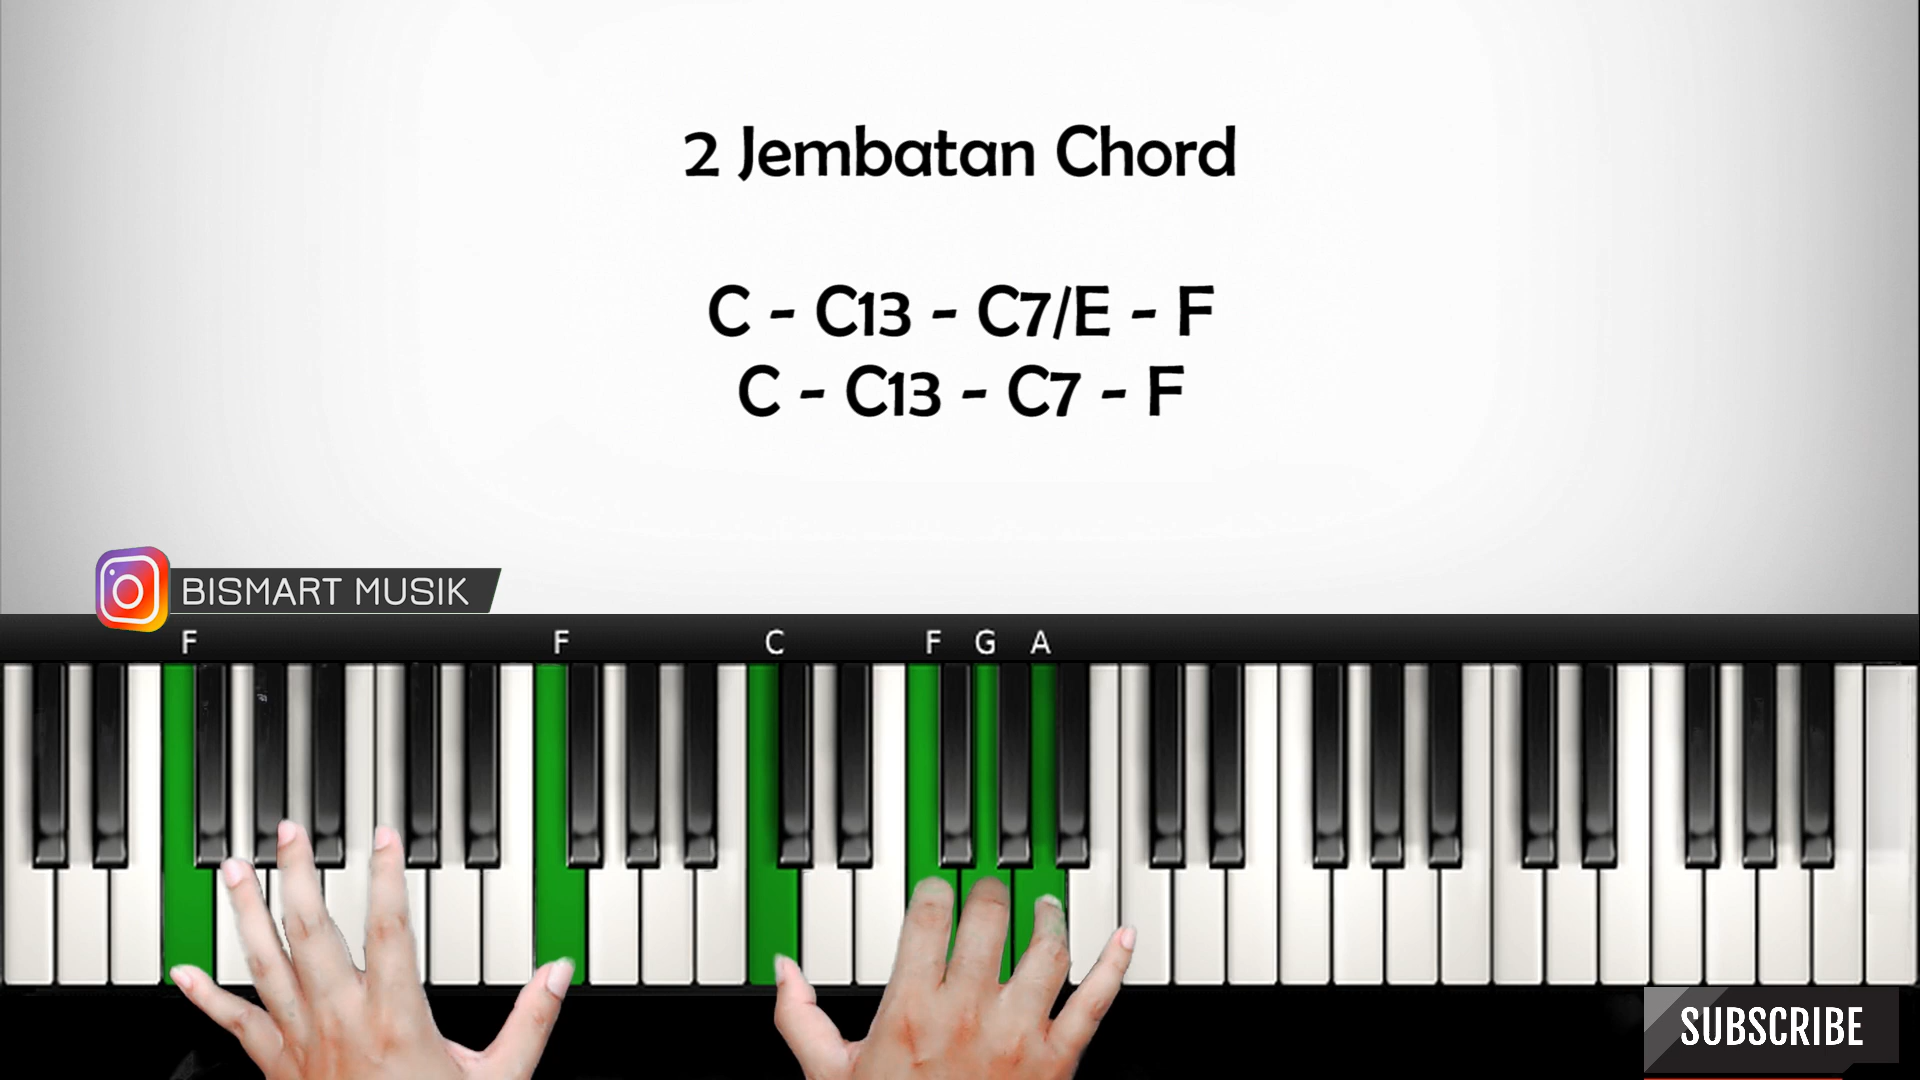 2 Jembatan Chord
C - C13 - C7/E - F
C - C13 - C7 - F
BISMART MUSIK
F F C F G A
SUBSCRIBE